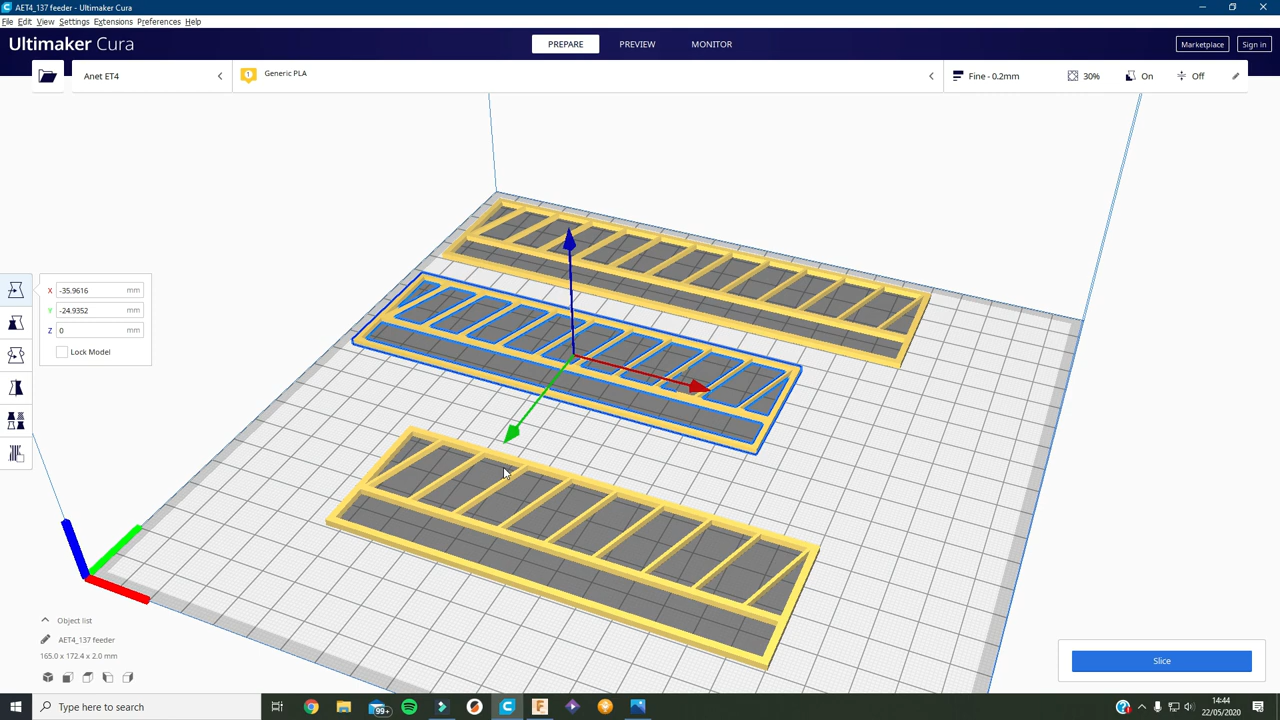 AET4_137 feeder - Ultimaker Cura
File Edit View Settings Extensions Preferences Help
Ultimaker Cura
PREPARE
PREVIEW
MONITOR
Marketplace
Sign in
Anet ET4
1
Generic PLA
Fine - 0.2mm
30%
On
Off
X -35.9616 mm
Y -24.9352 mm
Z 0 mm
Lock Model
Object list
AET4_137 feeder
165.0 x 172.4 x 2.0 mm
Slice
Type here to search
99+
14:44
22/05/2020